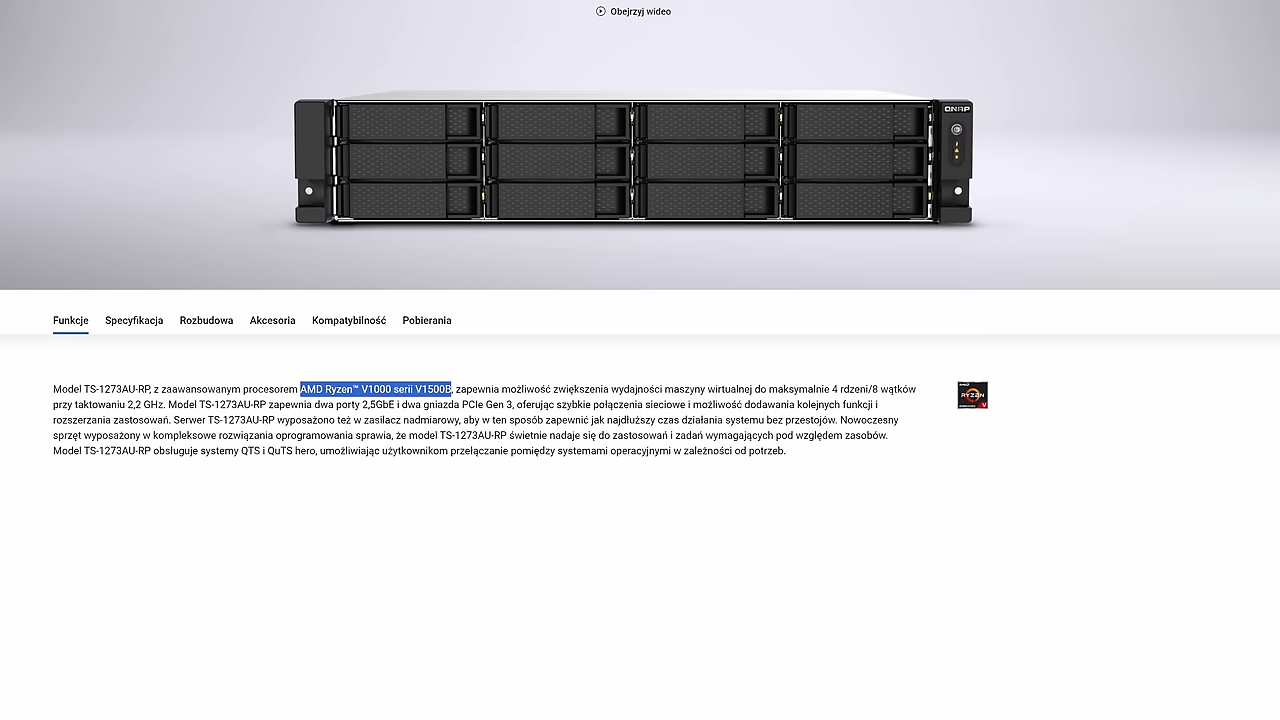 Obejrzyj wideo
QNAP
Funkcje Specyfikacja Rozbudowa Akcesoria Kompatybilność Pobierania
Model TS-1273AU-RP, z zaawansowanym procesorem AMD Ryzen™ V1000 serii V1500B, zapewnia możliwość zwiększenia wydajności maszyny wirtualnej do maksymalnie 4 rdzeni/8 wątków
przy taktowaniu 2,2 GHz. Model TS-1273AU-RP zapewnia dwa porty 2,5GbE i dwa gniazda PCIe Gen 3, oferując szybkie połączenia sieciowe i możliwość dodawania kolejnych funkcji i
rozszerzania zastosowań. Serwer TS-1273AU-RP wyposażono też w zasilacz nadmiarowy, aby w ten sposób zapewnić jak najdłuższy czas działania systemu bez przestojów. Nowoczesny
sprzęt wyposażony w kompleksowe rozwiązania oprogramowania sprawia, że model TS-1273AU-RP świetnie nadaje się do zastosowań i zadań wymagających pod względem zasobów.
Model TS-1273AU-RP obsługuje systemy QTS i QuTS hero, umożliwiając użytkownikom przełączanie pomiędzy systemami operacyjnymi w zależności od potrzeb.
AMD
RYZEN
V